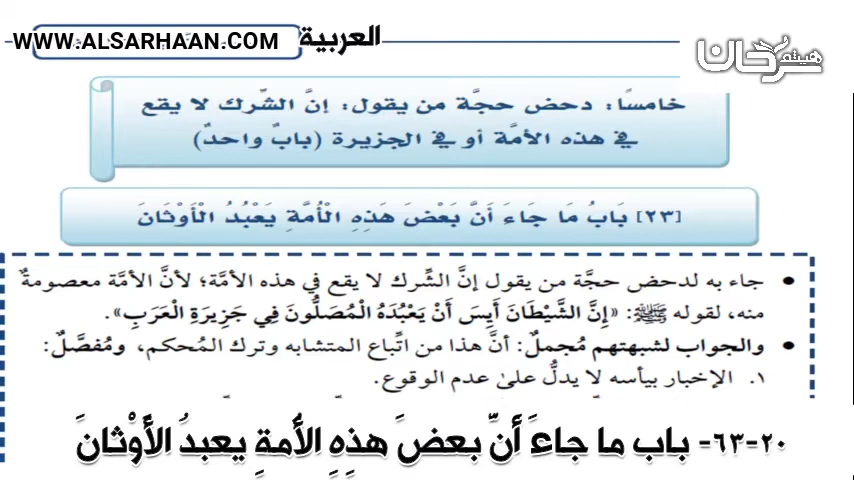 WWW.ALSARHAAN.COM
العربية
هيثم سرحان
خامسًا: دحض حجَّة من يقول: إنَّ الشّرك لا يقع
في هذه الأمَّة أو في الجزيرة (بابٌ واحدٌ)
[٢٣] بَابُ مَا جَاءَ أَنَّ بَعْضَ هَذِهِ الْأُمَّةِ يَعْبُدُ الْأَوْثَانَ
• جاء به لدحض حجَّة من يقول إنَّ الشِّرك لا يقع في هذه الأمَّة؛ لأنَّ الأمَّة معصومةٌ
منه، لقوله ﷺ: «إِنَّ الشَّيْطَانَ أَيِسَ أَنْ يَعْبُدَهُ الْمُصَلُّونَ فِي جَزِيرَةِ الْعَرَبِ».
• والجواب لشبهتهم مُجملٌ: أنَّ هذا من اتِّباع المتشابه وترك المُحكم، ومُفصَّلٌ:
١. الإخبار بيأسه لا يدلُّ علىٰ عدم الوقوع.
٢٠-٦٣- باب ما جاءَ أَنّ بعضَ هذِهِ الأُمةِ يعبدُ الأَوْثانَ